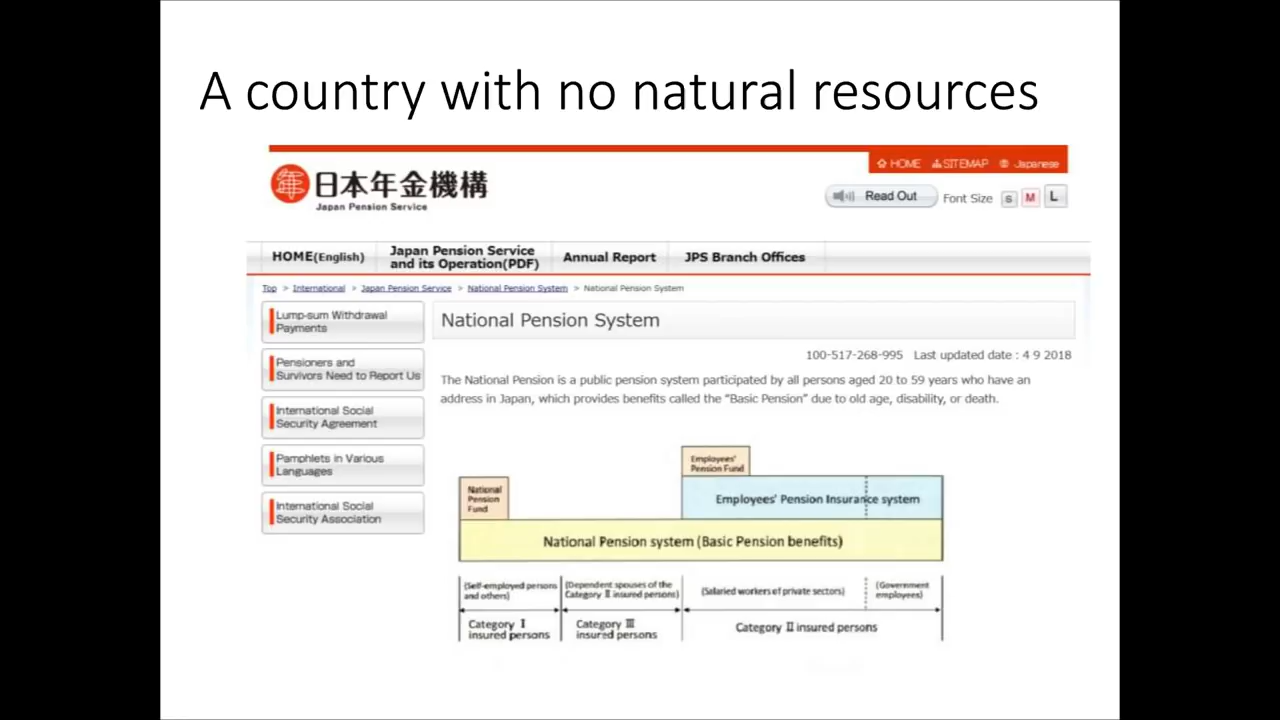 A country with no natural resources
HOME SITEMAP Japanese
日本年金機構
Japan Pension Service
Read Out Font Size S M L
HOME(English)
Japan Pension Service
and its Operation(PDF)
Annual Report
JPS Branch Offices
Top > International > Japan Pension Service > National Pension System > National Pension System
Lump-sum Withdrawal
Payments
Pensioners and
Survivors Need to Report Us
International Social
Security Agreement
Pamphlets in Various
Languages
International Social
Security Association
National Pension System
100-517-268-995 Last updated date : 4 9 2018
The National Pension is a public pension system participated by all persons aged 20 to 59 years who have an
address in Japan, which provides benefits called the “Basic Pension” due to old age, disability, or death.
Employees'
Pension Fund
National
Pension
Fund
Employees' Pension Insurance system
National Pension system (Basic Pension benefits)
(Self-employed persons
and others)
(Dependent spouses of the
Category Ⅱ insured persons)
(Salaried workers of private sectors)
(Government
employees)
Category Ⅰ
insured persons
Category Ⅲ
insured persons
Category Ⅱ insured persons